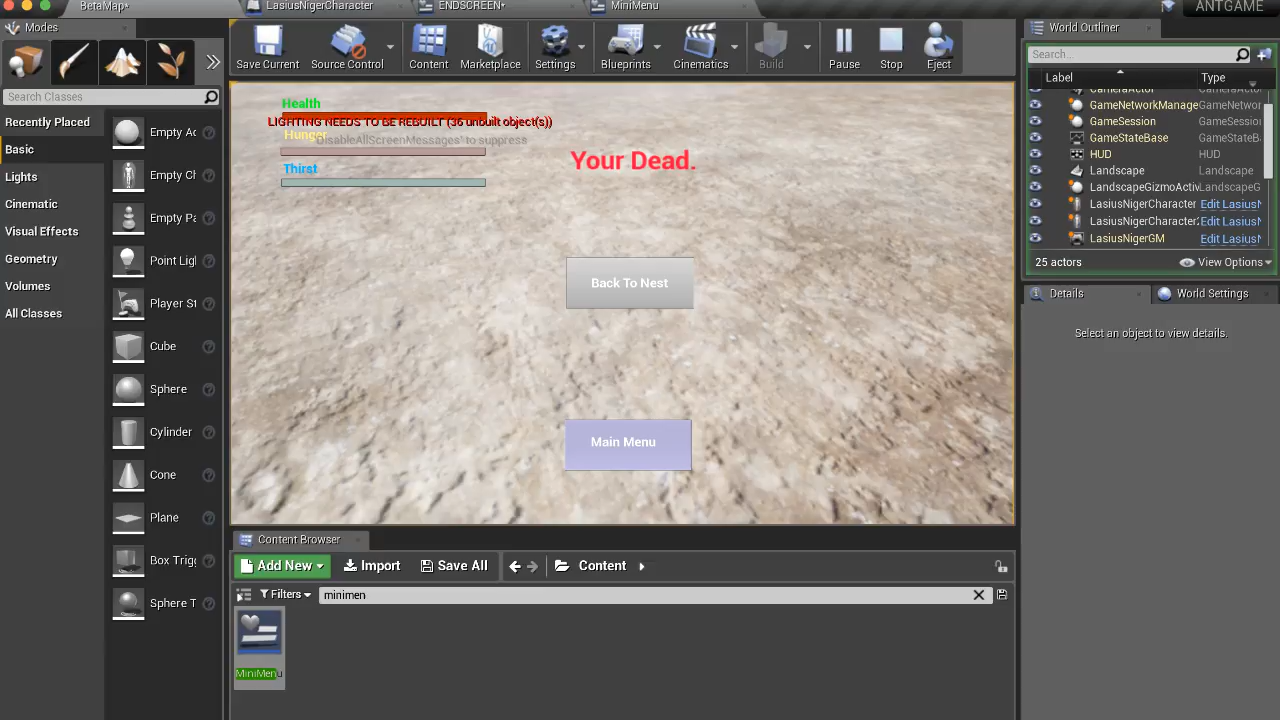 BetaMap*
LasiusNigerCharacter
ENDSCREEN*
MiniMenu
ANTGAME
Modes
Search Classes
Recently Placed
Basic
Lights
Cinematic
Visual Effects
Geometry
Volumes
All Classes
Empty Ac
Empty Ch
Empty Pa
Point Ligh
Player St
Cube
Sphere
Cylinder
Cone
Plane
Box Trigg
Sphere T
Save Current
Source Control
Content
Marketplace
Settings
Blueprints
Cinematics
Build
Pause
Stop
Eject
Health
LIGHTING NEEDS TO BE REBUILT (36 unbuilt object(s))
Hunger
'DisableAllScreenMessages' to suppress
Thirst
Your Dead.
Back To Nest
Main Menu
Content Browser
Add New
Import
Save All
Content
Filters
minimen
MiniMenu
World Outliner
Search...
Label Type
CameraActor CameraActor
GameNetworkManage GameNetwor
GameSession GameSession
GameStateBase GameStateB
HUD HUD
Landscape Landscape
LandscapeGizmoActiv LandscapeG
LasiusNigerCharacter Edit LasiusN
LasiusNigerCharacter2 Edit LasiusN
LasiusNigerGM Edit LasiusN
25 actors
View Options
Details
World Settings
Select an object to view details.